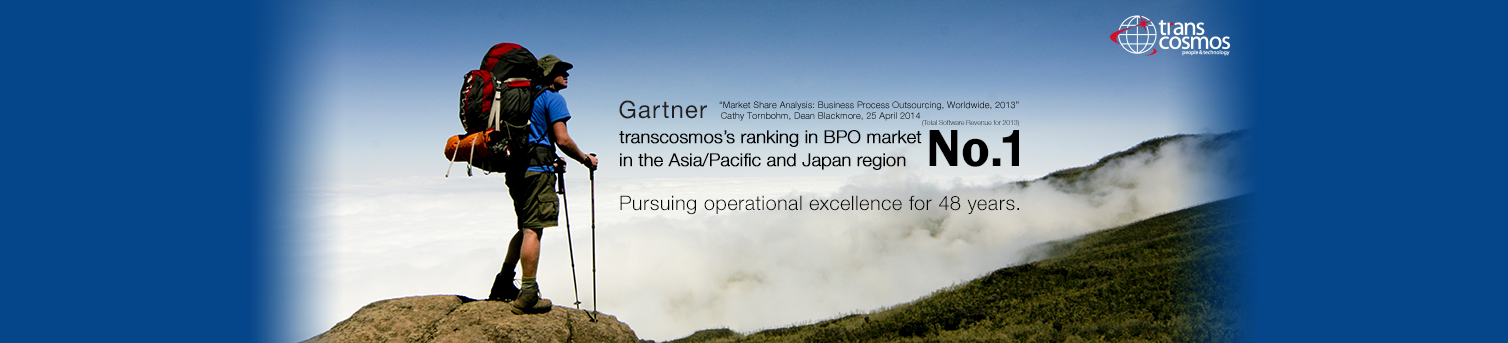 trans
cosmos
people & technology
Gartner "Market Share Analysis: Business Process Outsourcing, Worldwide, 2013"
Cathy Tornbohm, Dean Blackmore, 25 April 2014
(Total Software Revenue for 2013)
transcosmos's ranking in BPO market
in the Asia/Pacific and Japan region
No.1
Pursuing operational excellence for 48 years.